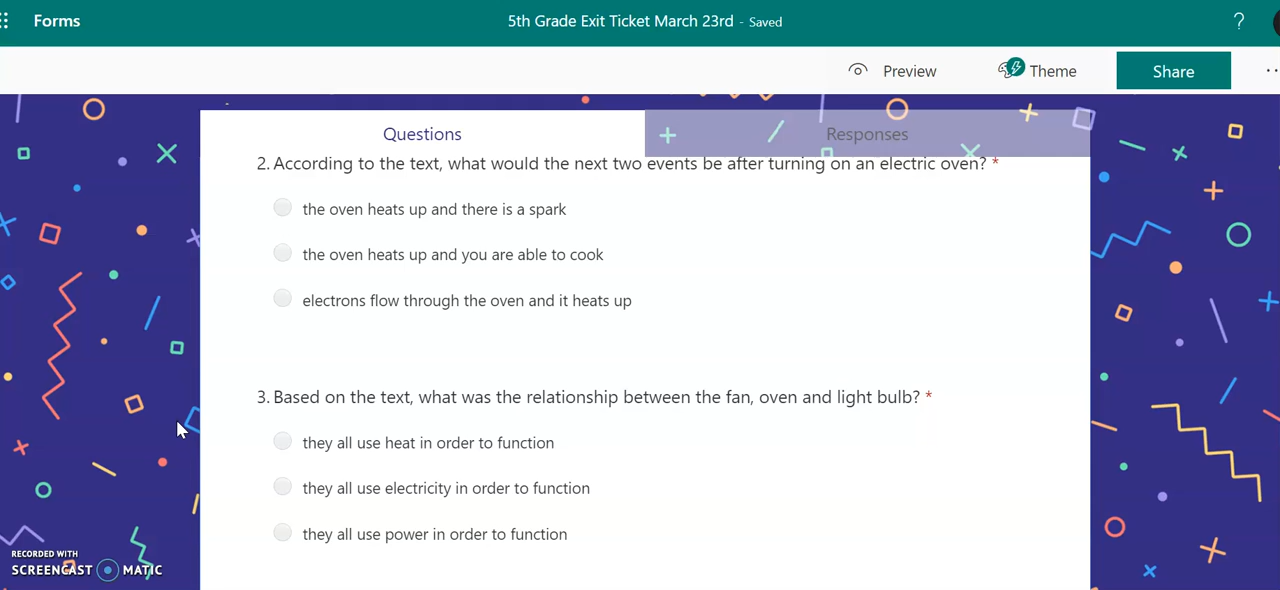 Forms
5th Grade Exit Ticket March 23rd - Saved
?
Preview
Theme
Share
Questions
Responses
2. According to the text, what would the next two events be after turning on an electric oven? *
the oven heats up and there is a spark
the oven heats up and you are able to cook
electrons flow through the oven and it heats up
3. Based on the text, what was the relationship between the fan, oven and light bulb? *
they all use heat in order to function
they all use electricity in order to function
they all use power in order to function
RECORDED WITH
SCREENCAST MATIC